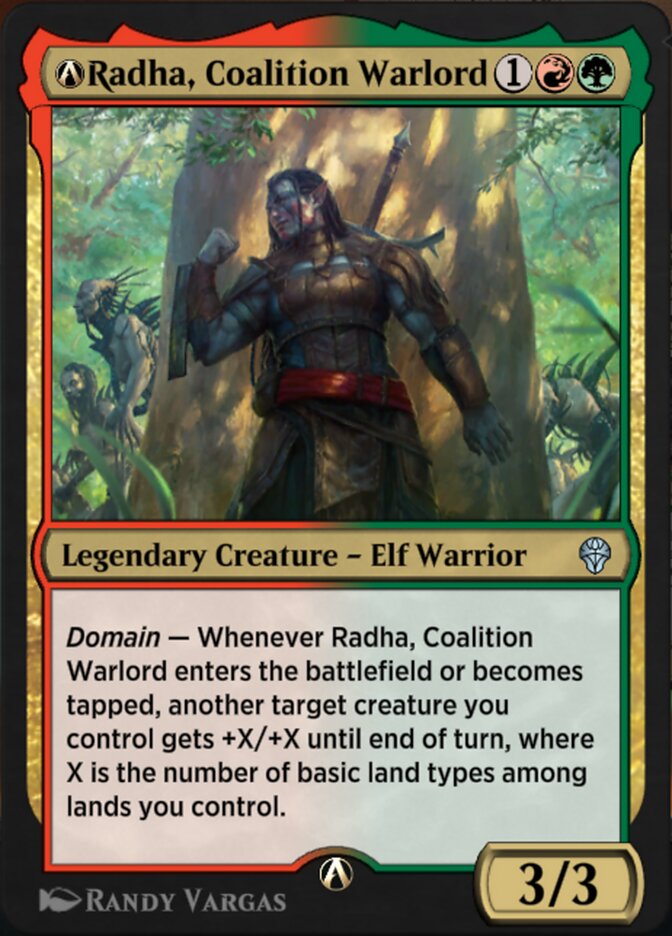 Radha, Coalition Warlord 1
Legendary Creature – Elf Warrior
Domain — Whenever Radha, Coalition
Warlord enters the battlefield or becomes
tapped, another target creature you
control gets +X/+X until end of turn, where
X is the number of basic land types among
lands you control.
3/3
Randy Vargas